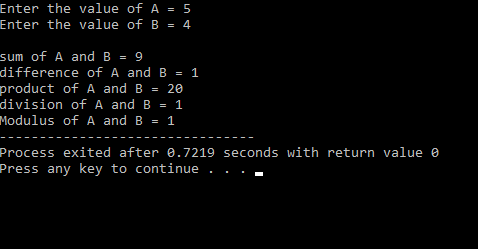 Enter the value of A = 5
Enter the value of B = 4
sum of A and B = 9
difference of A and B = 1
product of A and B = 20
division of A and B = 1
Modulus of A and B = 1
--------------------------------
Process exited after 0.7219 seconds with return value 0
Press any key to continue . . .